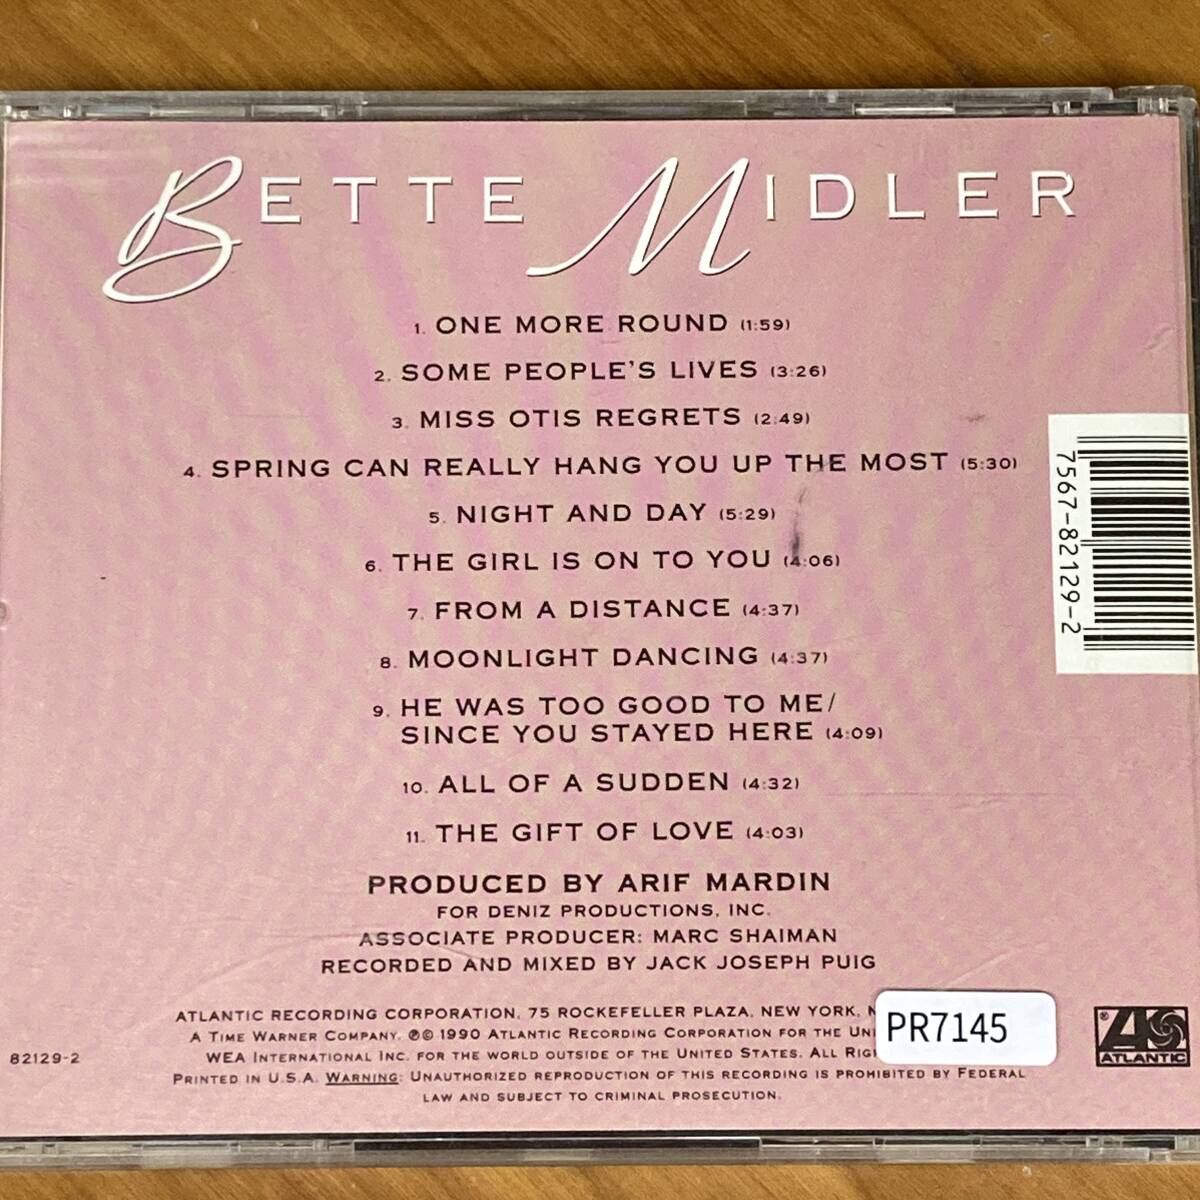 BETTE MIDLER
1. ONE MORE ROUND (1:59)
2. SOME PEOPLE'S LIVES (3:26)
3. MISS OTIS REGRETS (2:49)
4. SPRING CAN REALLY HANG YOU UP THE MOST (5:30)
5. NIGHT AND DAY (5:29)
6. THE GIRL IS ON TO YOU (4:06)
7. FROM A DISTANCE (4:37)
8. MOONLIGHT DANCING (4:37)
9. HE WAS TOO GOOD TO ME/
SINCE YOU STAYED HERE (4:09)
10. ALL OF A SUDDEN (4:32)
11. THE GIFT OF LOVE (4:03)
7567-82129-2
PRODUCED BY ARIF MARDIN
FOR DENIZ PRODUCTIONS, INC.
ASSOCIATE PRODUCER: MARC SHAIMAN
RECORDED AND MIXED BY JACK JOSEPH PUIG
ATLANTIC RECORDING CORPORATION, 75 ROCKEFELLER PLAZA, NEW YORK,
A TIME WARNER COMPANY. ℗© 1990 ATLANTIC RECORDING CORPORATION FOR THE
WEA INTERNATIONAL INC. FOR THE WORLD OUTSIDE OF THE UNITED STATES. ALL
PRINTED IN U.S.A. WARNING: UNAUTHORIZED REPRODUCTION OF THIS RECORDING IS PROHIBITED BY FEDERAL
LAW AND SUBJECT TO CRIMINAL PROSECUTION.
82129-2
PR7145
® ATLANTIC